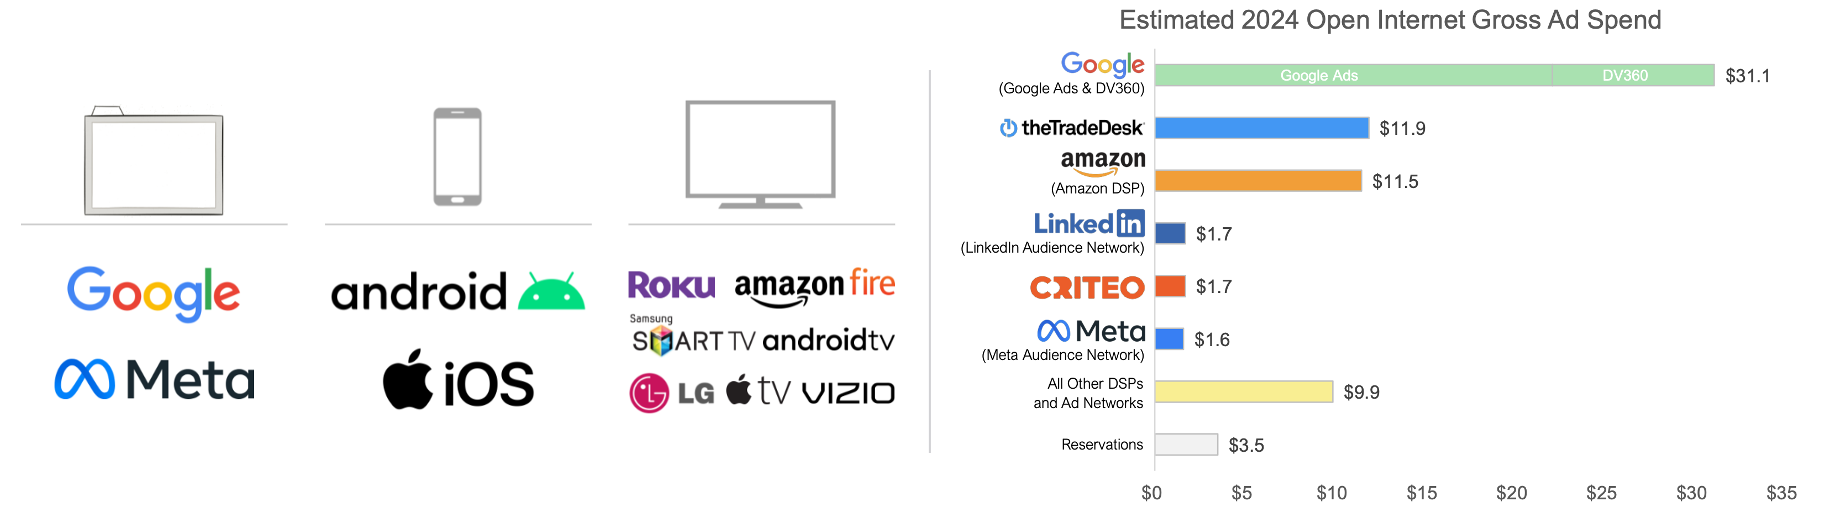 Google
Meta
android
iOS
Roku
amazon fire
Samsung
SMART TV
androidtv
LG
tv
VIZIO
Estimated 2024 Open Internet Gross Ad Spend
Google
(Google Ads & DV360)
Google Ads
DV360
$31.1
theTradeDesk
$11.9
amazon
(Amazon DSP)
$11.5
Linked in
(LinkedIn Audience Network)
$1.7
CRITEO
$1.7
Meta
(Meta Audience Network)
$1.6
All Other DSPs
and Ad Networks
$9.9
Reservations
$3.5
$0 $5 $10 $15 $20 $25 $30 $35